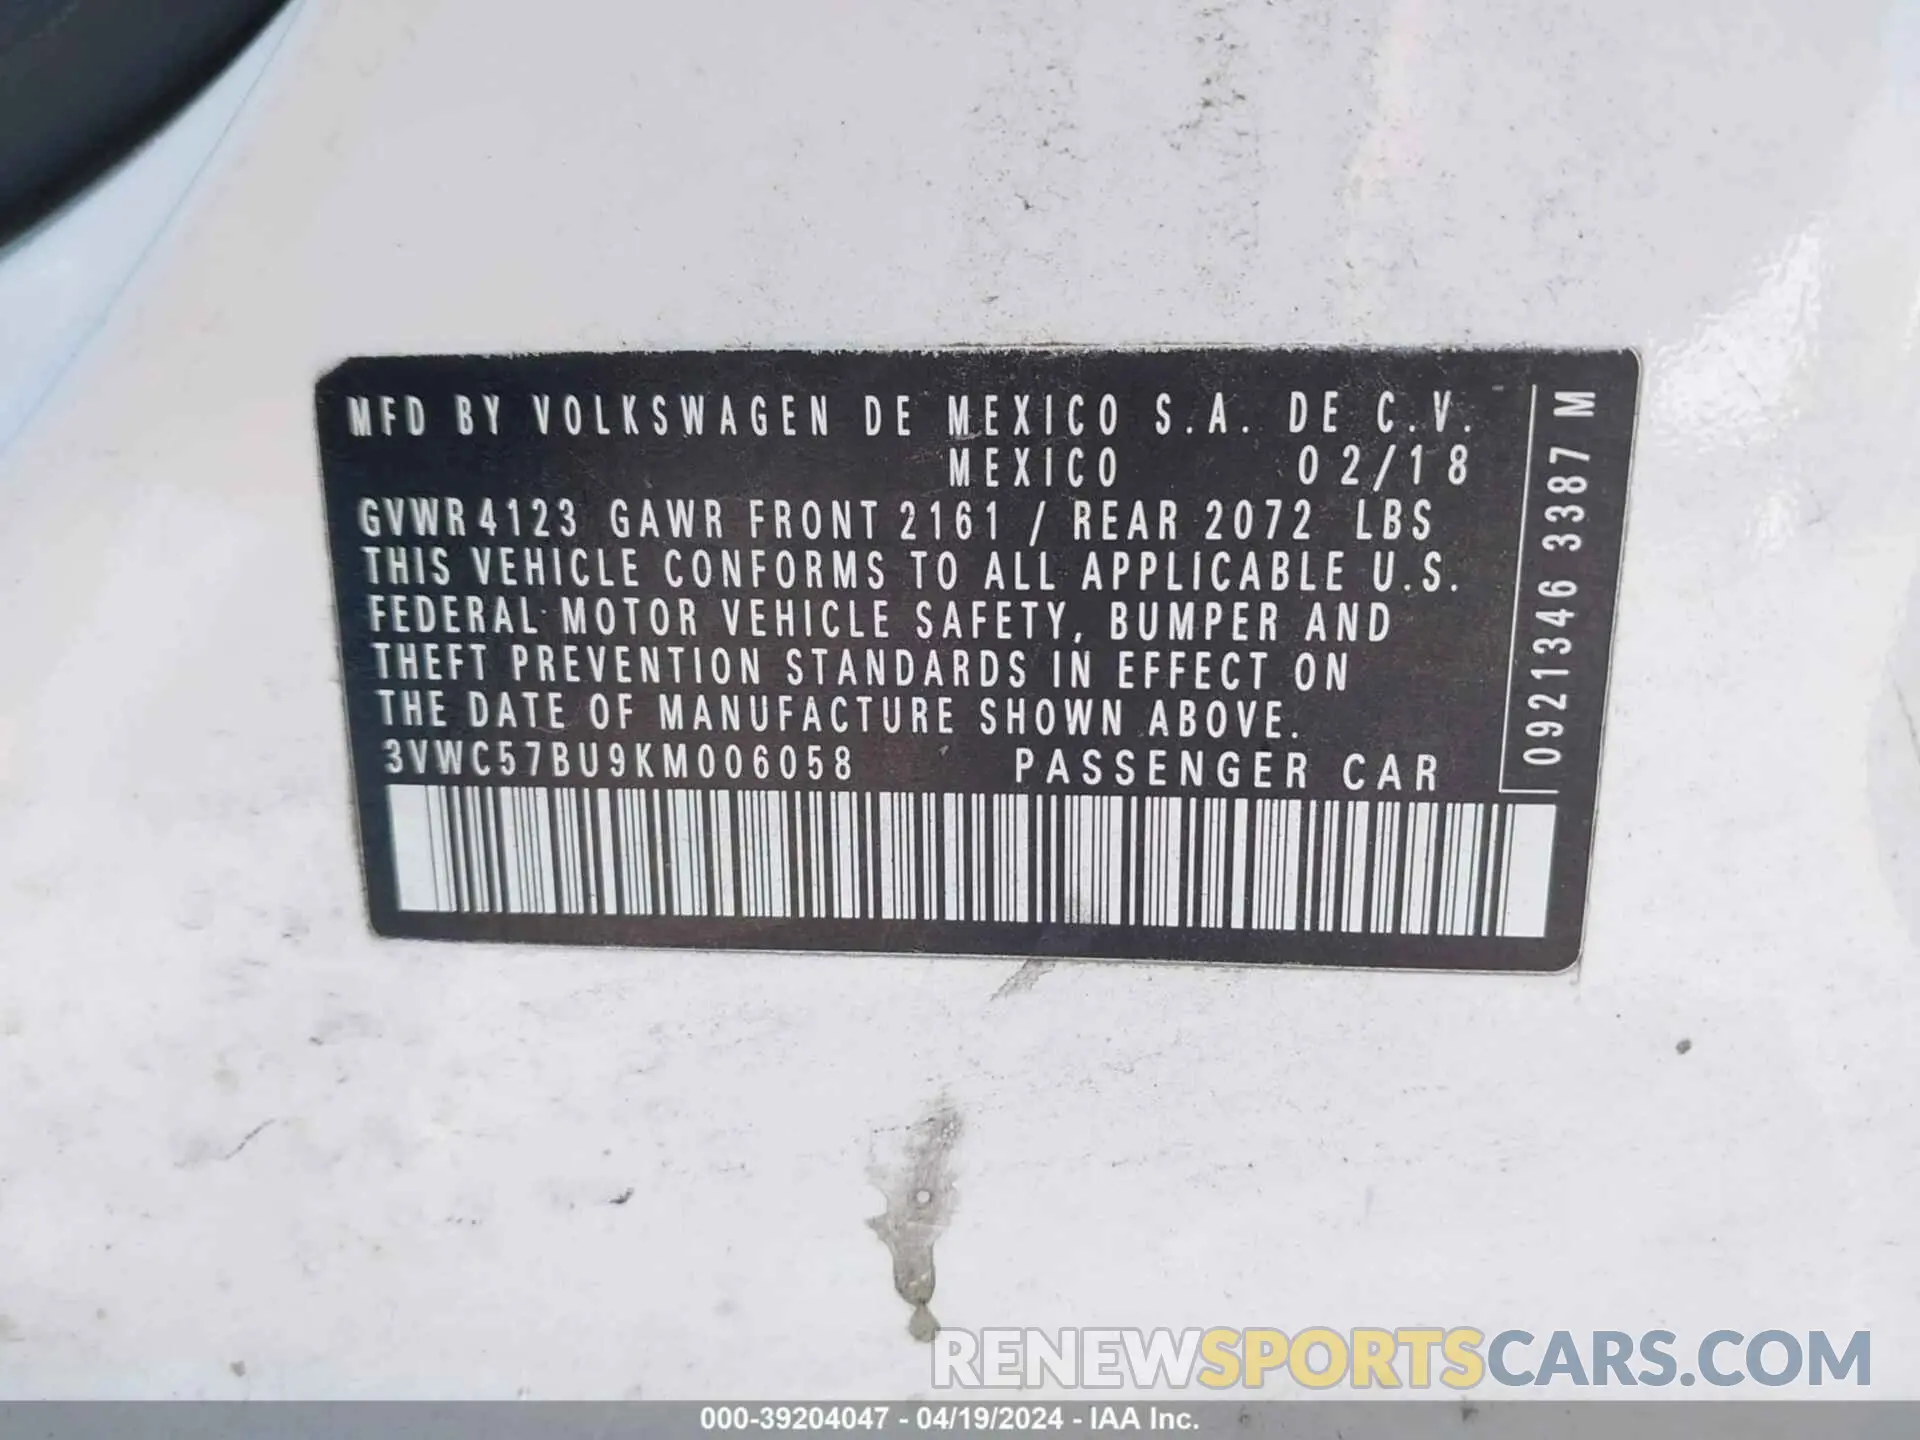 MFD BY VOLKSWAGEN DE MEXICO S.A. DE C.V.
MEXICO 02/18
GVWR 4123 GAWR FRONT 2161 / REAR 2072 LBS
THIS VEHICLE CONFORMS TO ALL APPLICABLE U.S.
FEDERAL MOTOR VEHICLE SAFETY, BUMPER AND
THEFT PREVENTION STANDARDS IN EFFECT ON
THE DATE OF MANUFACTURE SHOWN ABOVE.
3VWC57BU9KM006058 PASSENGER CAR
0921346 3387 M
RENEWSPORTSCARS.COM
000-39204047 - 04/19/2024 - IAA Inc.